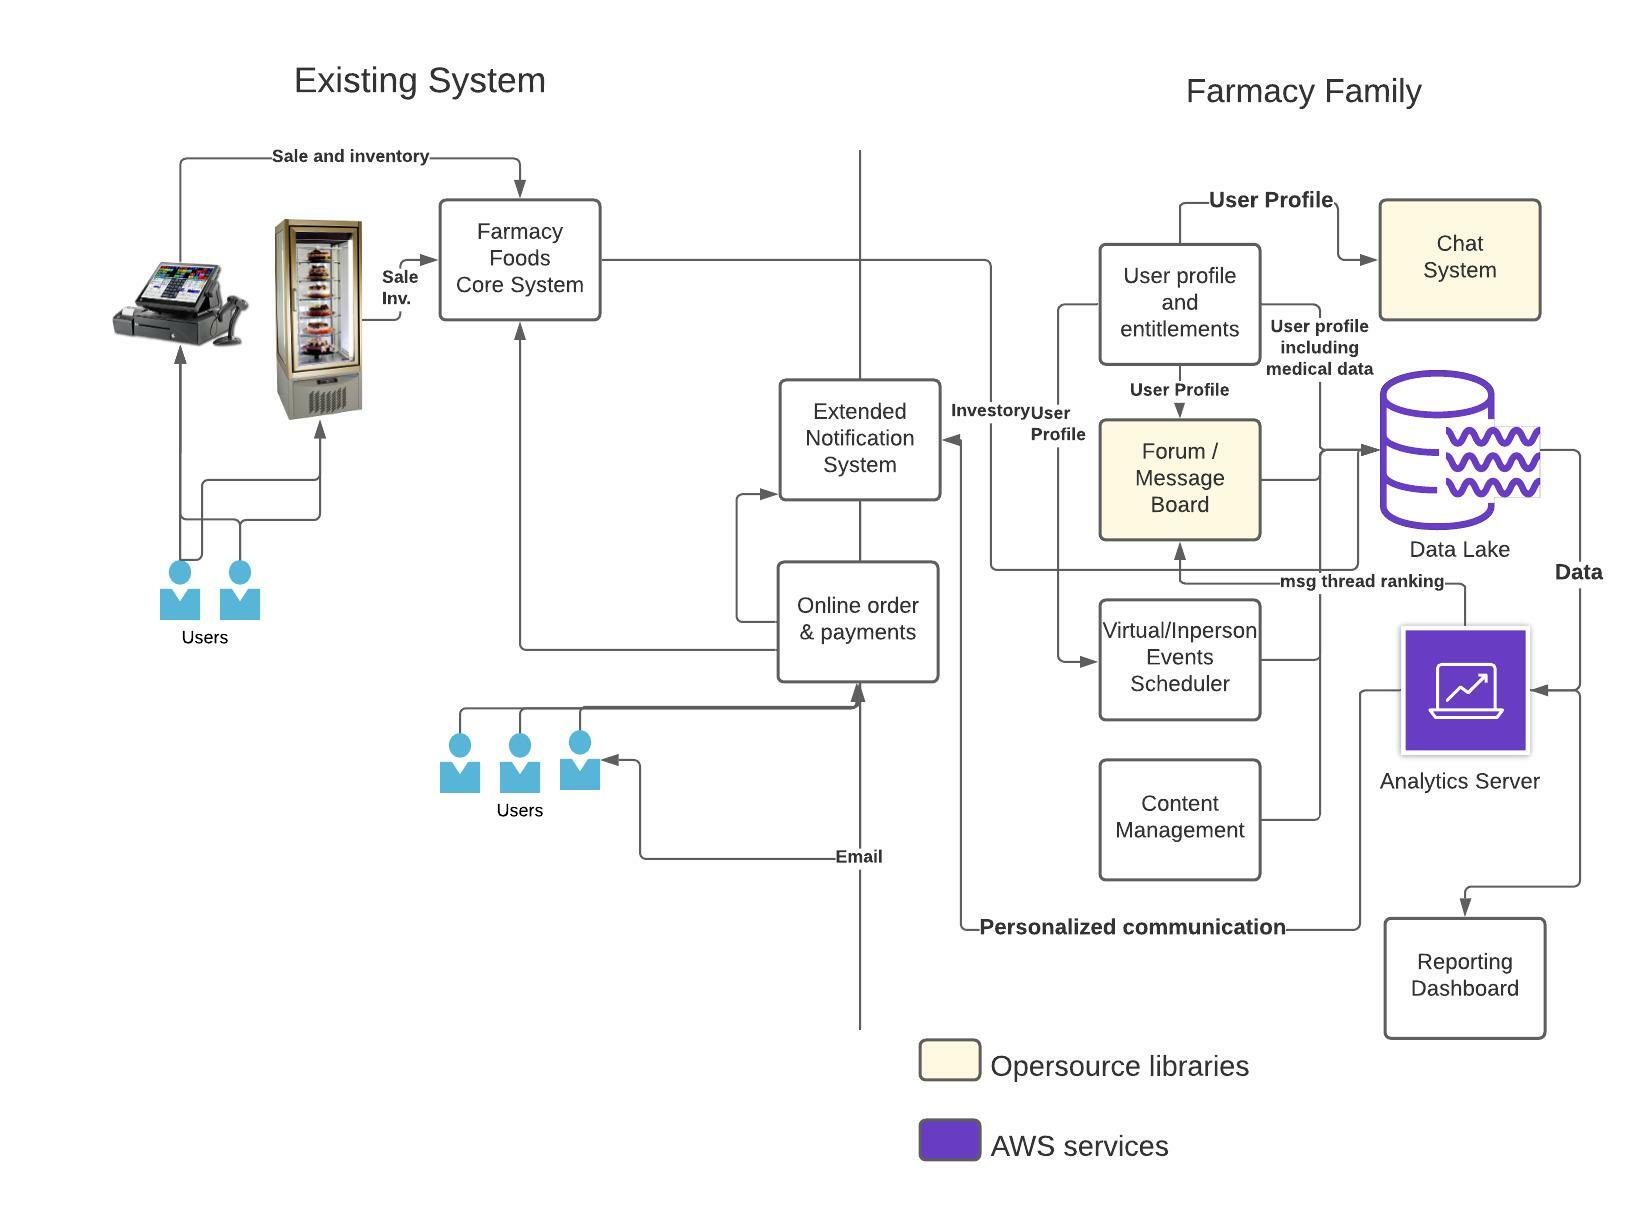 Existing System
Farmacy Family
Sale and inventory
Farmacy
Foods
Core System
Sale
Inv.
User Profile
Chat
System
User profile
and
entitlements
User profile
including
medical data
User Profile
Extended
Notification
System
Investory
User
Profile
Forum /
Message
Board
Data Lake
Data
msg thread ranking
Online order
& payments
Users
Virtual/Inperson
Events
Scheduler
Analytics Server
Users
Content
Management
Email
Personalized communication
Reporting
Dashboard
Opersource libraries
AWS services